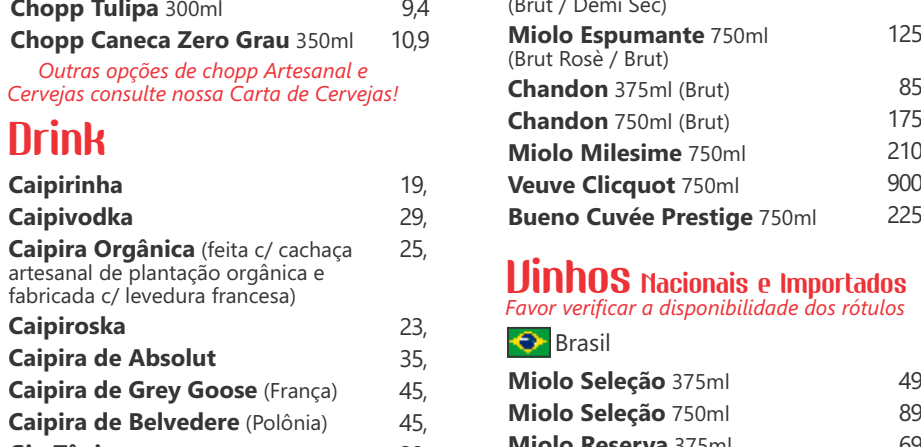 Chopp Tulipa 300ml 9,4
Chopp Caneca Zero Grau 350ml 10,9
Outras opções de chopp Artesanal e
Cervejas consulte nossa Carta de Cervejas!
Drink
Caipirinha 19,
Caipivodka 29,
Caipira Orgânica (feita c/ cachaça 25,
artesanal de plantação orgânica e
fabricada c/ levedura francesa)
Caipiroska 23,
Caipira de Absolut 35,
Caipira de Grey Goose (França) 45,
Caipira de Belvedere (Polônia) 45,
(Brut / Demi Sec)
Miolo Espumante 750ml 125
(Brut Rosè / Brut)
Chandon 375ml (Brut) 85
Chandon 750ml (Brut) 175
Miolo Milesime 750ml 210
Veuve Clicquot 750ml 900
Bueno Cuvée Prestige 750ml 225
Vinhos Nacionais e Importados
Favor verificar a disponibilidade dos rótulos
Brasil
Miolo Seleção 375ml 49
Miolo Seleção 750ml 89
Miolo Reserva 375ml 69